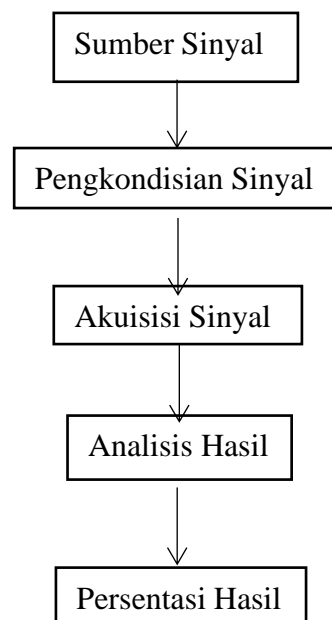 Sumber Sinyal
Pengkondisian Sinyal
Akuisisi Sinyal
Analisis Hasil
Persentasi Hasil